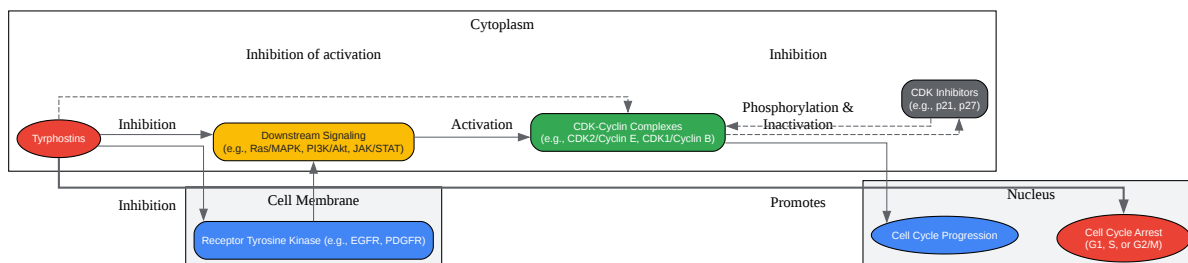 Cytoplasm
Inhibition of activation
Inhibition
CDK Inhibitors
(e.g., p21, p27)
Phosphorylation &
Inactivation
Tyrphostins
Inhibition
Downstream Signaling
(e.g., Ras/MAPK, PI3K/Akt, JAK/STAT)
Activation
CDK-Cyclin Complexes
(e.g., CDK2/Cyclin E, CDK1/Cyclin B)
Inhibition
Cell Membrane
Receptor Tyrosine Kinase (e.g., EGFR, PDGFR)
Promotes
Nucleus
Cell Cycle Progression
Cell Cycle Arrest
(G1, S, or G2/M)